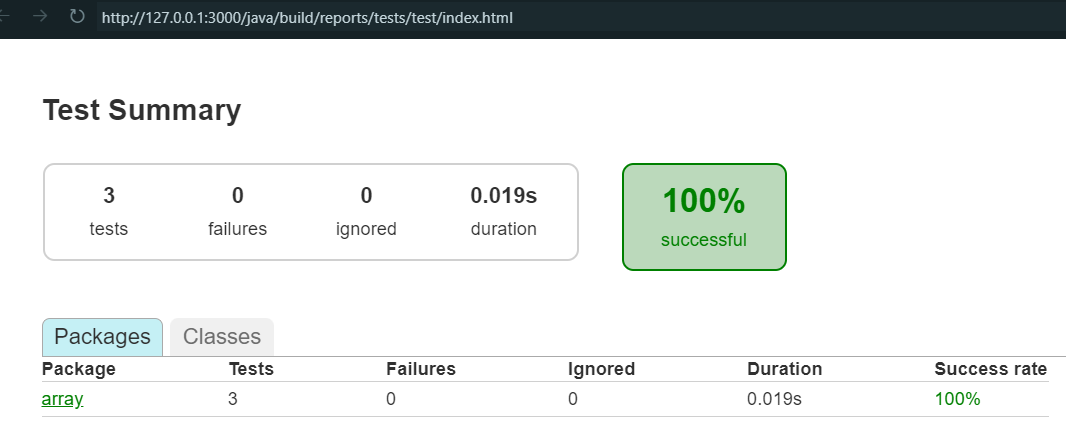 http://127.0.0.1:3000/java/build/reports/tests/test/index.html
Test Summary
3 0 0 0.019s
tests failures ignored duration
100%
successful
Packages Classes
Package Tests Failures Ignored Duration Success rate
array 3 0 0 0.019s 100%